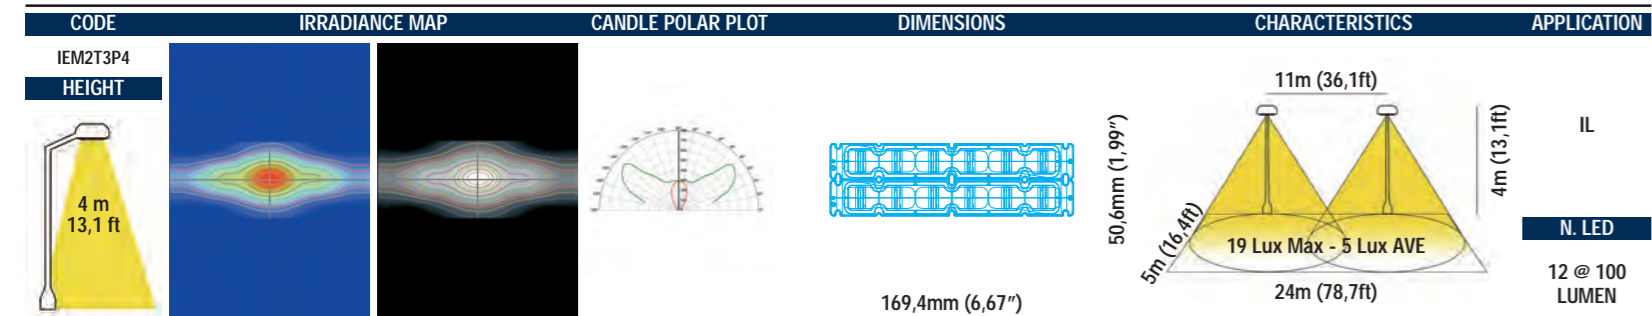 CODE
IRRADIANCE MAP
CANDLE POLAR PLOT
DIMENSIONS
CHARACTERISTICS
APPLICATION
IEM2T3P4
HEIGHT
4 m
13,1 ft
169,4mm (6,67")
50,6mm (1,99")
11m (36,1ft)
4m (13,1ft)
5m (16,4ft)
19 Lux Max - 5 Lux AVE
24m (78,7ft)
IL
N. LED
12 @ 100
LUMEN